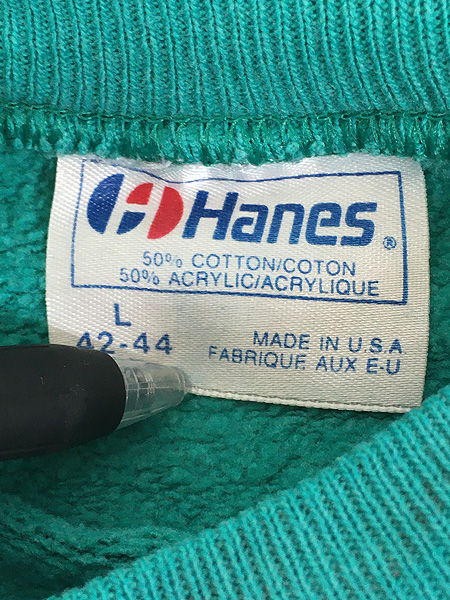 Hanes®
50% COTTON/COTON
50% ACRYLIC/ACRYLIQUE
L
42-44
MADE IN U.S.A
FABRIQUE AUX E-U